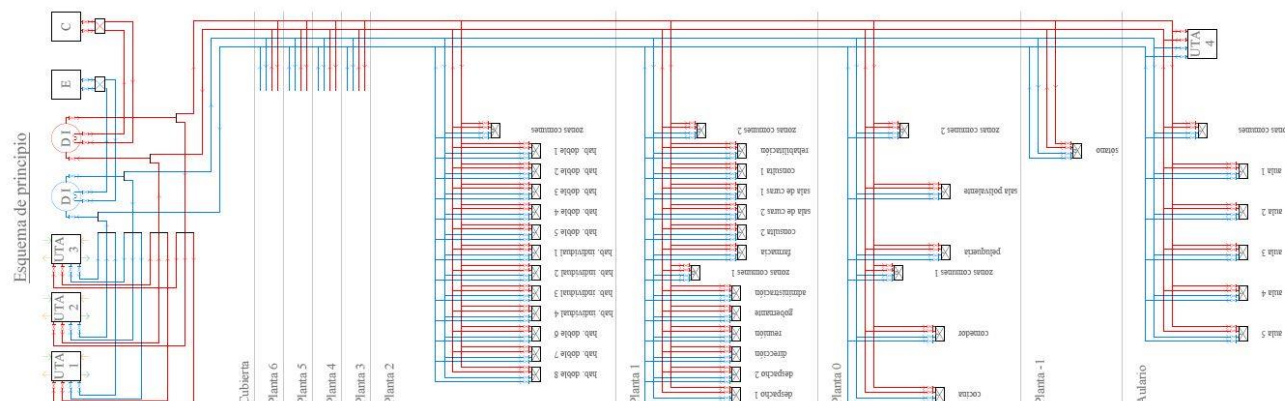 Esquema de principio
C
E
DI
DI
UTA
3
UTA
2
UTA
1
UTA
4
Cubierta
Planta 6
Planta 5
Planta 4
Planta 3
Planta 2
zonas comunes
hab. doble 1
hab. doble 2
hab. doble 3
hab. doble 4
hab. doble 5
hab. individual 1
hab. individual 2
hab. individual 3
hab. individual 4
hab. doble 6
hab. doble 7
hab. doble 8
Planta 1
zonas comunes 2
rehabilitación
consulta 1
sala de curas 1
sala de curas 2
consulta 2
farmacia
zonas comunes 1
administración
gobernante
reunión
dirección
despacho 2
despacho 1
Planta 0
zonas comunes 2
sala polivalente
peluquería
zonas comunes 1
comedor
cocina
Planta -1
sótano
Aulario
zonas comunes
aula 1
aula 2
aula 3
aula 4
aula 5